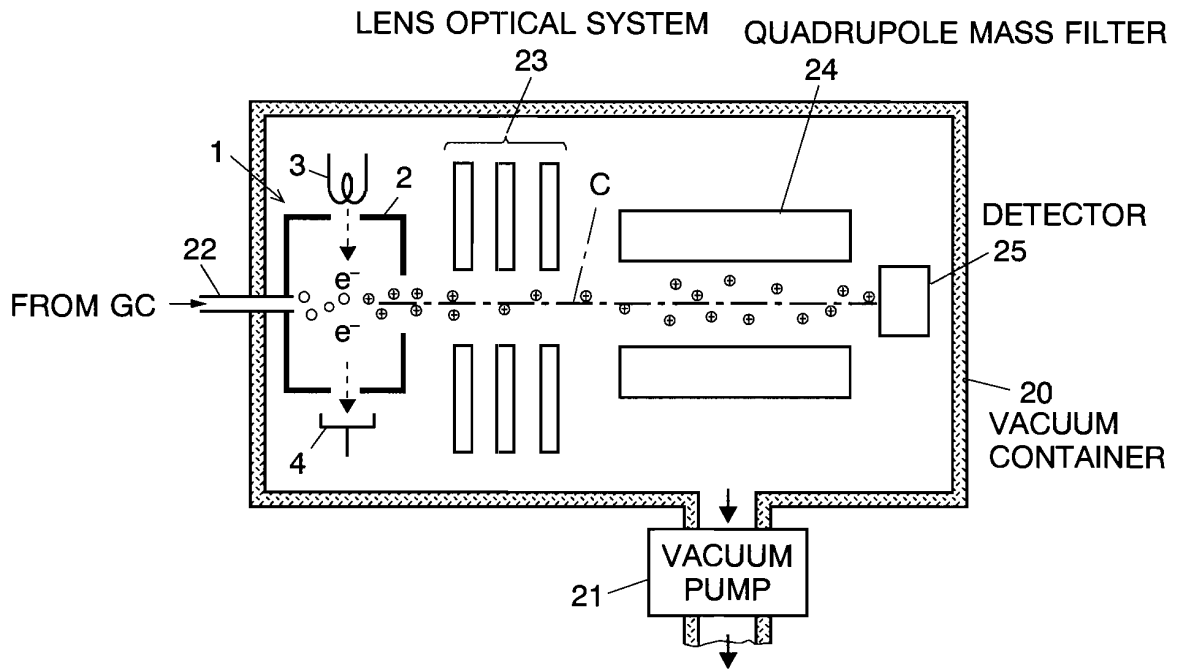 LENS OPTICAL SYSTEM
23
QUADRUPOLE MASS FILTER
24
1
3
2
C
DETECTOR
25
22
e⁻
FROM GC
e⁻
4
20
VACUUM
CONTAINER
VACUUM
PUMP
21